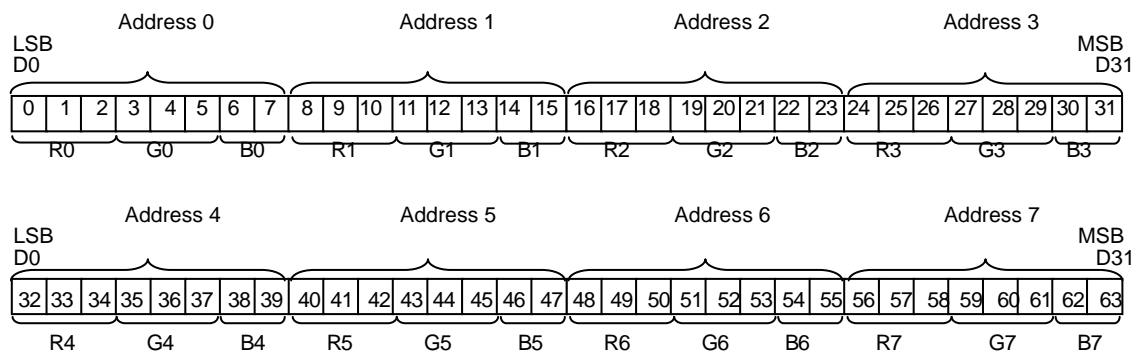 Address 0 Address 1 Address 2 Address 3
LSB MSB
D0 D31
0 1 2 3 4 5 6 7 8 9 10 11 12 13 14 15 16 17 18 19 20 21 22 23 24 25 26 27 28 29 30 31
R0 G0 B0 R1 G1 B1 R2 G2 B2 R3 G3 B3
Address 4 Address 5 Address 6 Address 7
LSB MSB
D0 D31
32 33 34 35 36 37 38 39 40 41 42 43 44 45 46 47 48 49 50 51 52 53 54 55 56 57 58 59 60 61 62 63
R4 G4 B4 R5 G5 B5 R6 G6 B6 R7 G7 B7